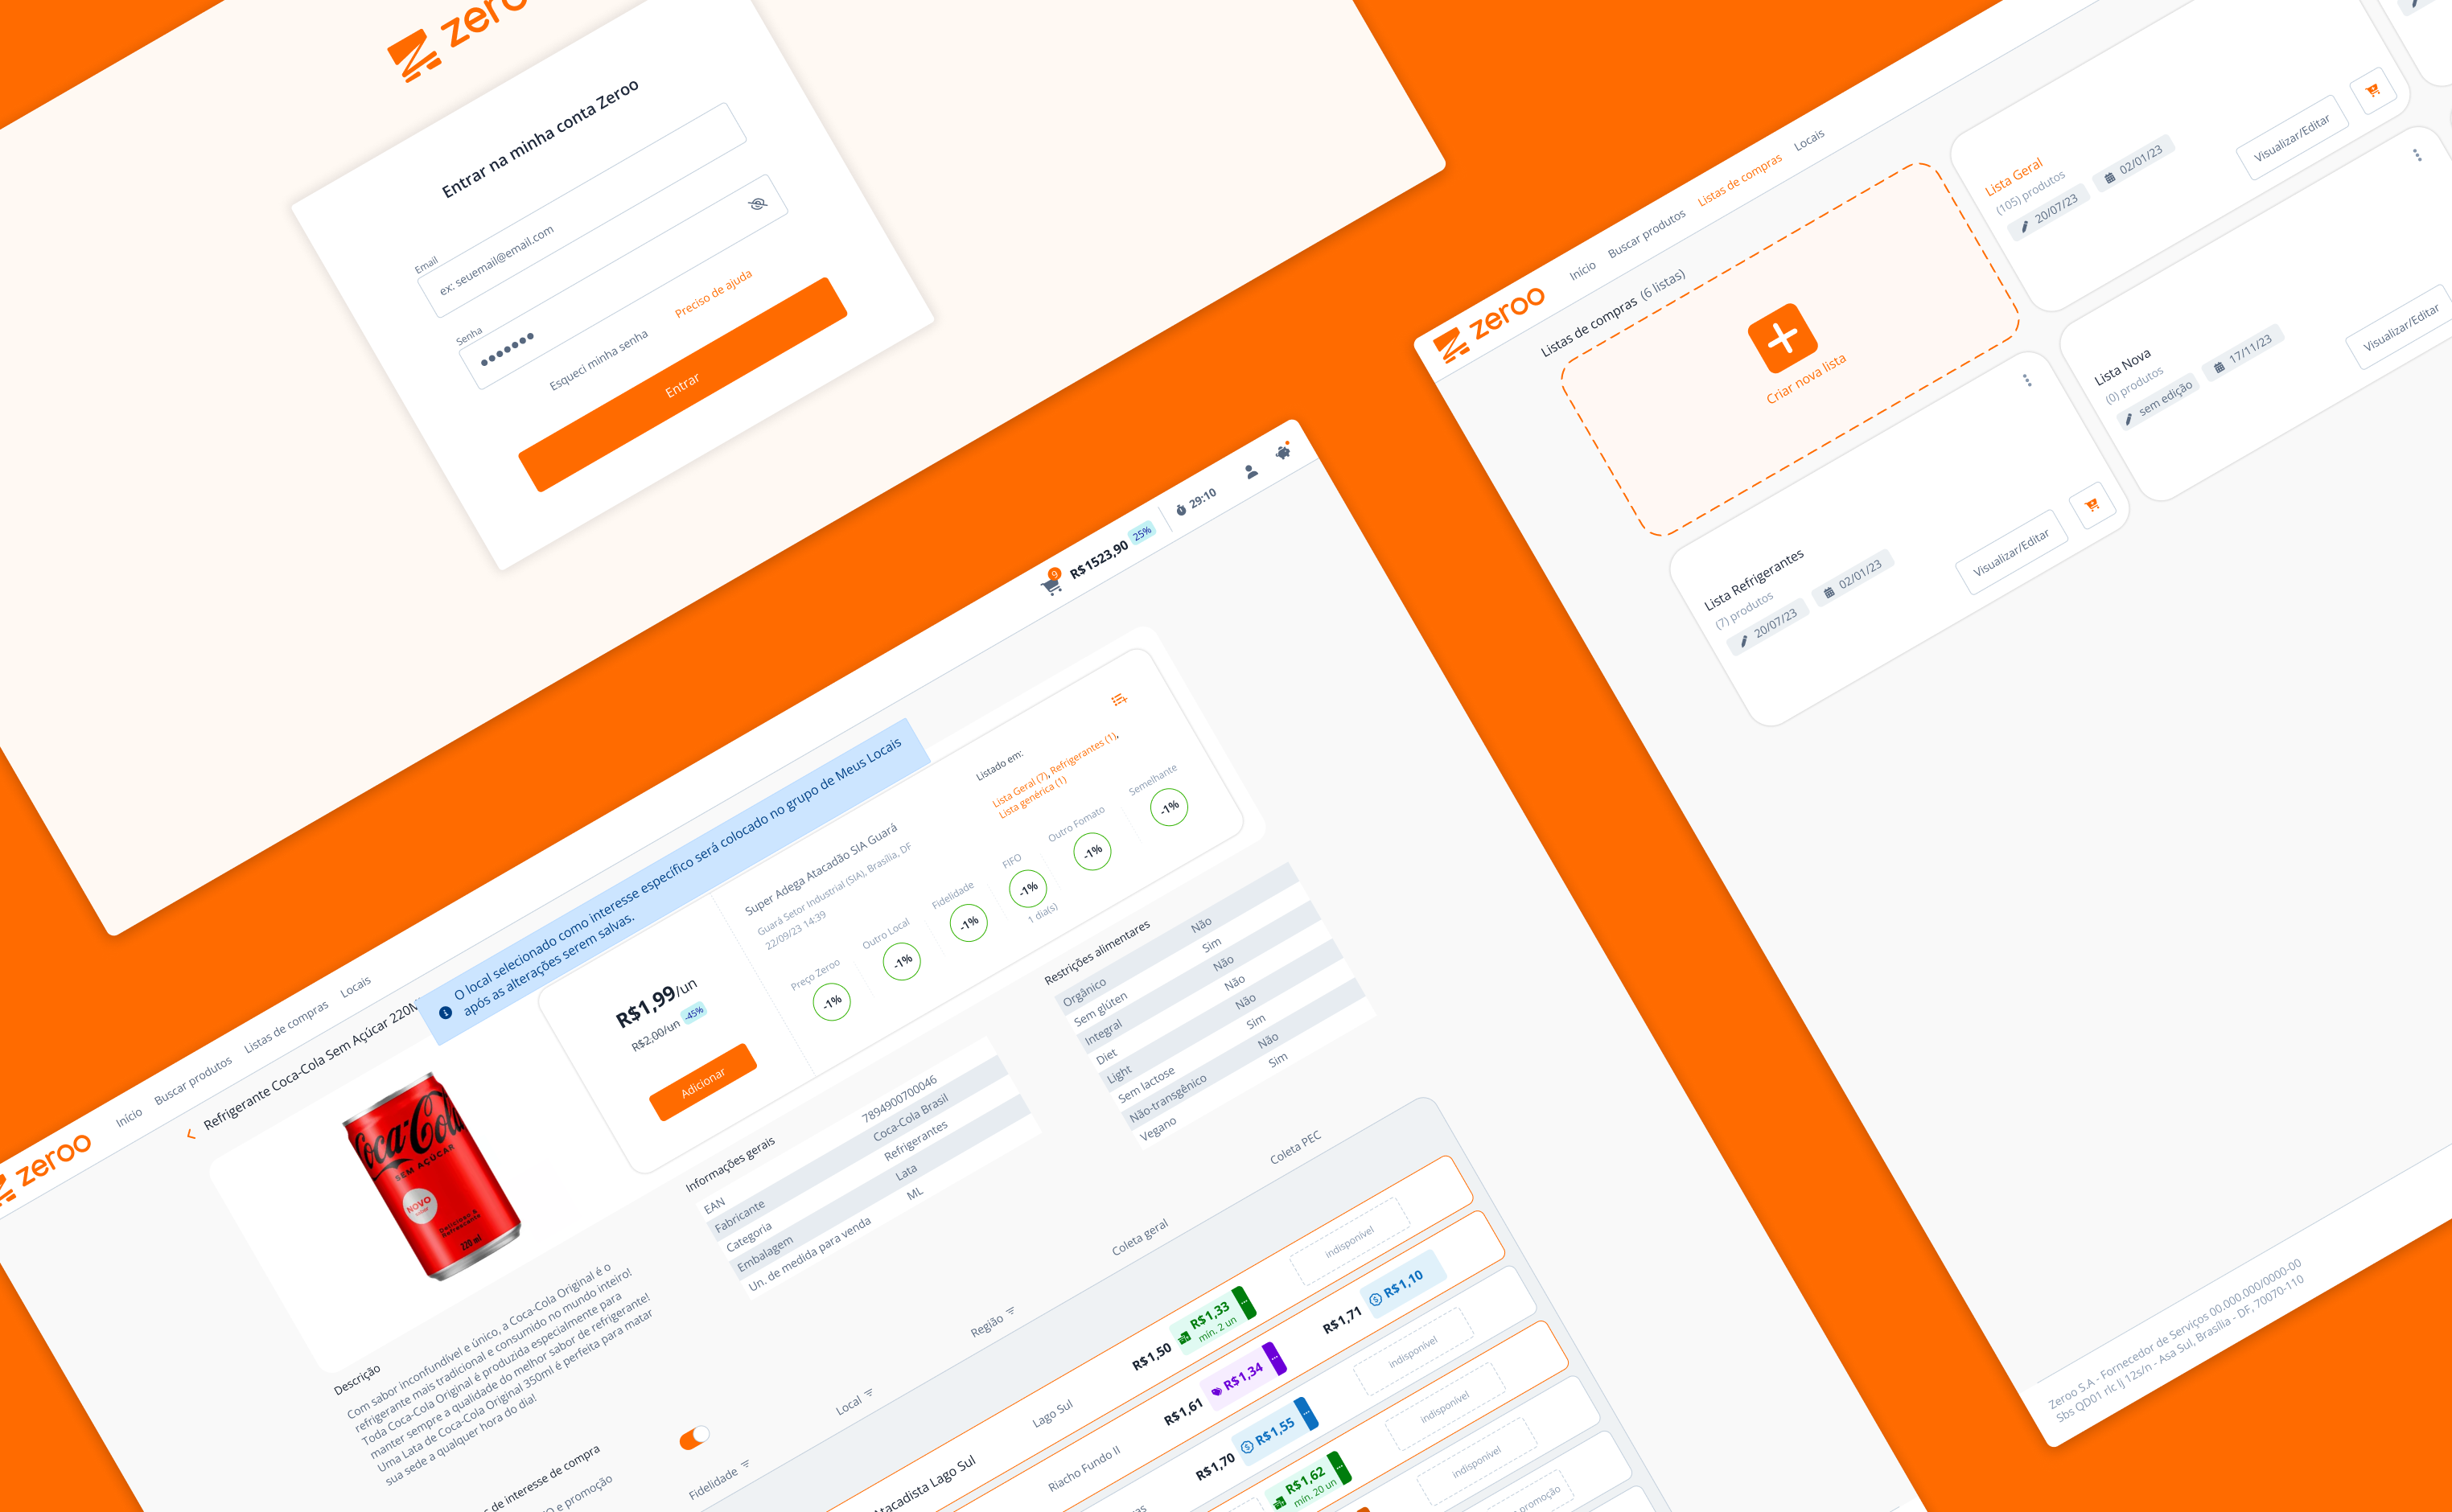 zeroo
Entrar na minha conta Zeroo
Email
ex: seuemail@email.com
Senha
Esqueci minha senha
Preciso de ajuda
Entrar
zeroo
Início
Buscar produtos
Listas de compras
Locais
Listas de compras (6 listas)
Criar nova lista
Lista Geral
(105) produtos
20/07/23
02/01/23
Visualizar/Editar
Lista Refrigerantes
(7) produtos
20/07/23
02/01/23
Visualizar/Editar
Lista Nova
(0) produtos
sem edição
17/11/23
Visualizar/Editar
Zeroo S.A - Fornecedor de Serviços 00.000.000/0000-00
Sbs QD01 rlc lj 12s/n - Asa Sul, Brasília - DF, 70070-110
zeroo
Início
Buscar produtos
Listas de compras
Locais
9
R$1523,90
25%
29:10
Refrigerante Coca-Cola Sem Açúcar
O local selecionado como interesse específico será colocado no grupo de Meus Locais
após as alterações serem salvas.
Coca-Cola
SEM AÇÚCAR
NOVO
220 ml
R$1,99/un
R$2,00/un -45%
Adicionar
Super Adega Atacadão SIA Guará
Guará Setor Industrial (SIA), Brasília, DF
22/09/23 14:39
Listado em:
Lista Geral (7), Refrigerantes (1),
Lista genérica (1)
Preço Zeroo
-1%
Outro Local
-1%
Fidelidade
-1%
FIFO
-1%
1 dia(s)
Outro Fomato
-1%
Semelhante
-1%
Descrição
Com sabor inconfundível e único, a Coca-Cola Original é o
refrigerante mais tradicional e consumido no mundo inteiro!
Toda Coca-Cola Original é produzida especialmente para
manter sempre a qualidade do melhor sabor de refrigerante!
Uma Lata de Coca-Cola Original 350ml é perfeita para matar
sua sede a qualquer hora do dia!
Informações gerais
EAN 7894900700046
Fabricante Coca-Cola Brasil
Categoria Refrigerantes
Embalagem Lata
Un. de medida para venda ML
Restrições alimentares
Orgânico Não
Sem glúten Sim
Integral Não
Diet Não
Light Não
Sem lactose Sim
Não-transgênico Não
Vegano Sim
de interesse de compra
e promoção
Fidelidade
Local
Região
Coleta geral
Coleta PEC
Atacadista Lago Sul
Lago Sul
R$1,50
R$1,33
mín. 2 un
indisponível
Riacho Fundo II
R$1,61
R$1,34
R$1,71
R$1,10
R$1,70
R$1,55
indisponível
R$1,62
mín. 20 un
indisponível
indisponível
promoção